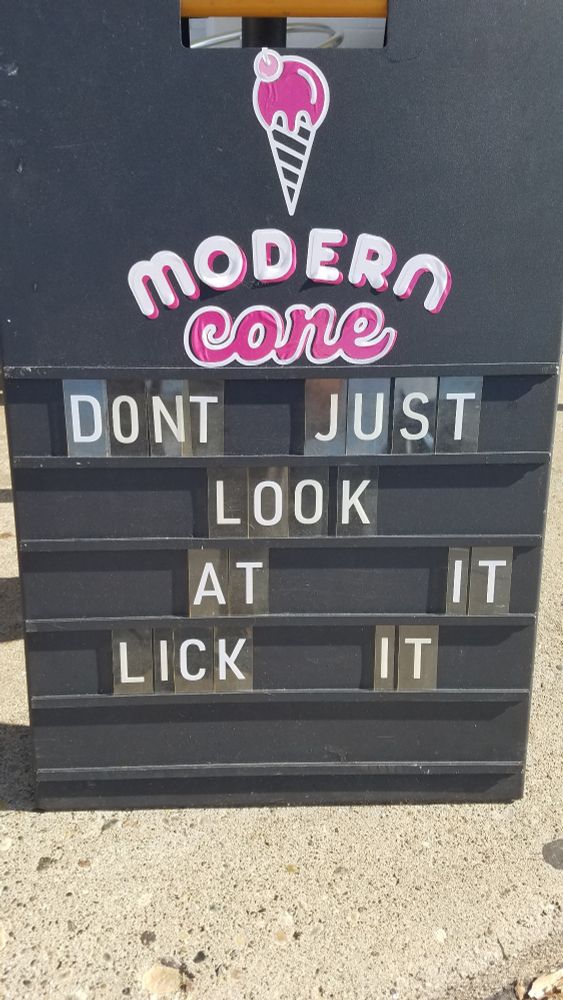 MODERN
cone
DONT JUST
LOOK
AT IT
LICK IT